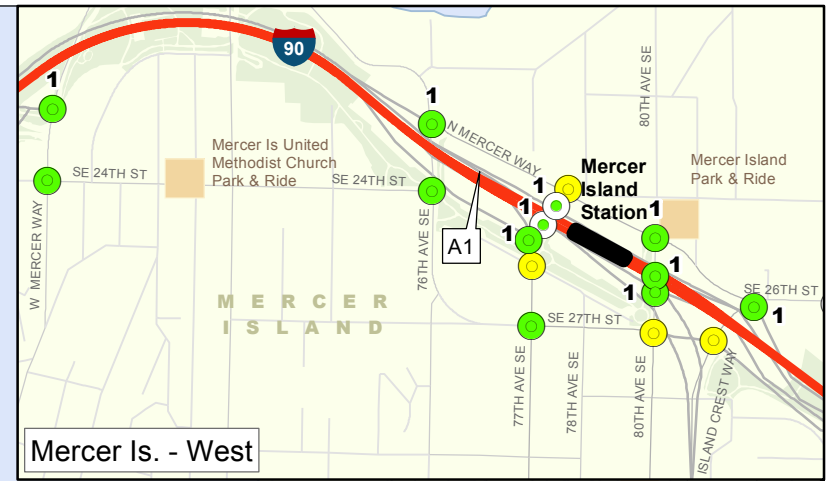 90
1
1
80TH AVE SE
N MERCER WAY
Mercer Is United
Methodist Church
Park & Ride
SE 24TH ST
SE 24TH ST
Mercer
Island
Station
Mercer Island
Park & Ride
1
1
1
1
W MERCER WAY
76TH AVE SE
A1
1
1
SE 26TH ST
1
MERCER
ISLAND
SE 27TH ST
77TH AVE SE
78TH AVE SE
80TH AVE SE
ISLAND CREST WAY
Mercer Is. - West